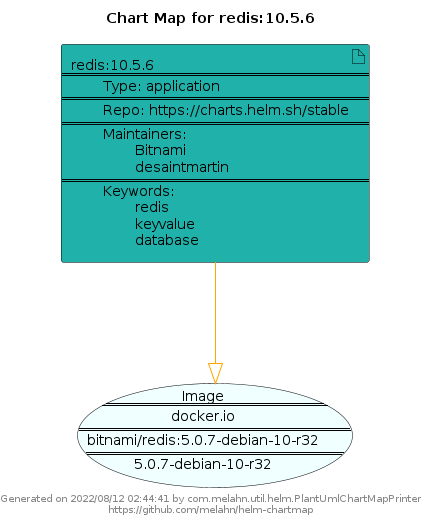 Chart Map for redis:10.5.6
redis:10.5.6
Type: application
Repo: https://charts.helm.sh/stable
Maintainers:
Bitnami
desaintmartin
Keywords:
redis
keyvalue
database
Image
docker.io
bitnami/redis:5.0.7-debian-10-r32
5.0.7-debian-10-r32
Generated on 2022/08/12 02:44:41 by com.melahn.util.helm.PlantUmlChartMapPrinter
https://github.com/melahn/helm-chartmap